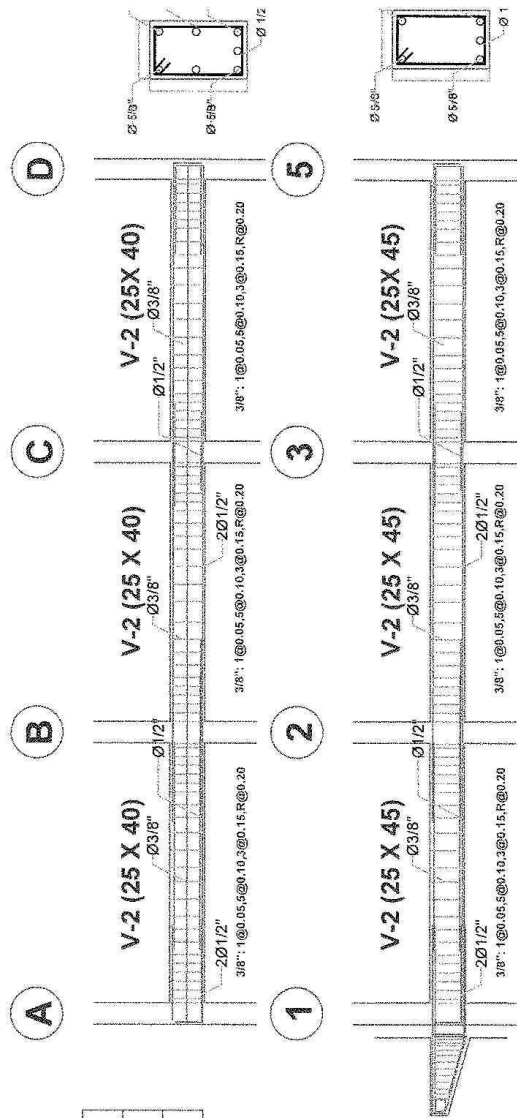 A B C D
V-2 (25 X 40) V-2 (25 X 40) V-2 (25X 40)
Ø3/8" Ø1/2" Ø3/8" Ø1/2" Ø3/8"
2Ø1/2" 2Ø1/2"
3/8": 1@0.05,5@0.10,3@0.15,R@0.20 3/8": 1@0.05,5@0.10,3@0.15,R@0.20 3/8": 1@0.05,5@0.10,3@0.15,R@0.20
Ø 5/8"
Ø 5/8"
Ø 1/2
1 2 3 5
V-2 (25 X 45) V-2 (25 X 45) V-2 (25X 45)
Ø3/8" Ø1/2" Ø3/8" Ø1/2" Ø3/8"
2Ø1/2" 2Ø1/2"
3/8": 1@0.05,5@0.10,3@0.15,R@0.20 3/8": 1@0.05,5@0.10,3@0.15,R@0.20 3/8": 1@0.05,5@0.10,3@0.15,R@0.20
Ø 5/8"
Ø 5/8"
Ø 1